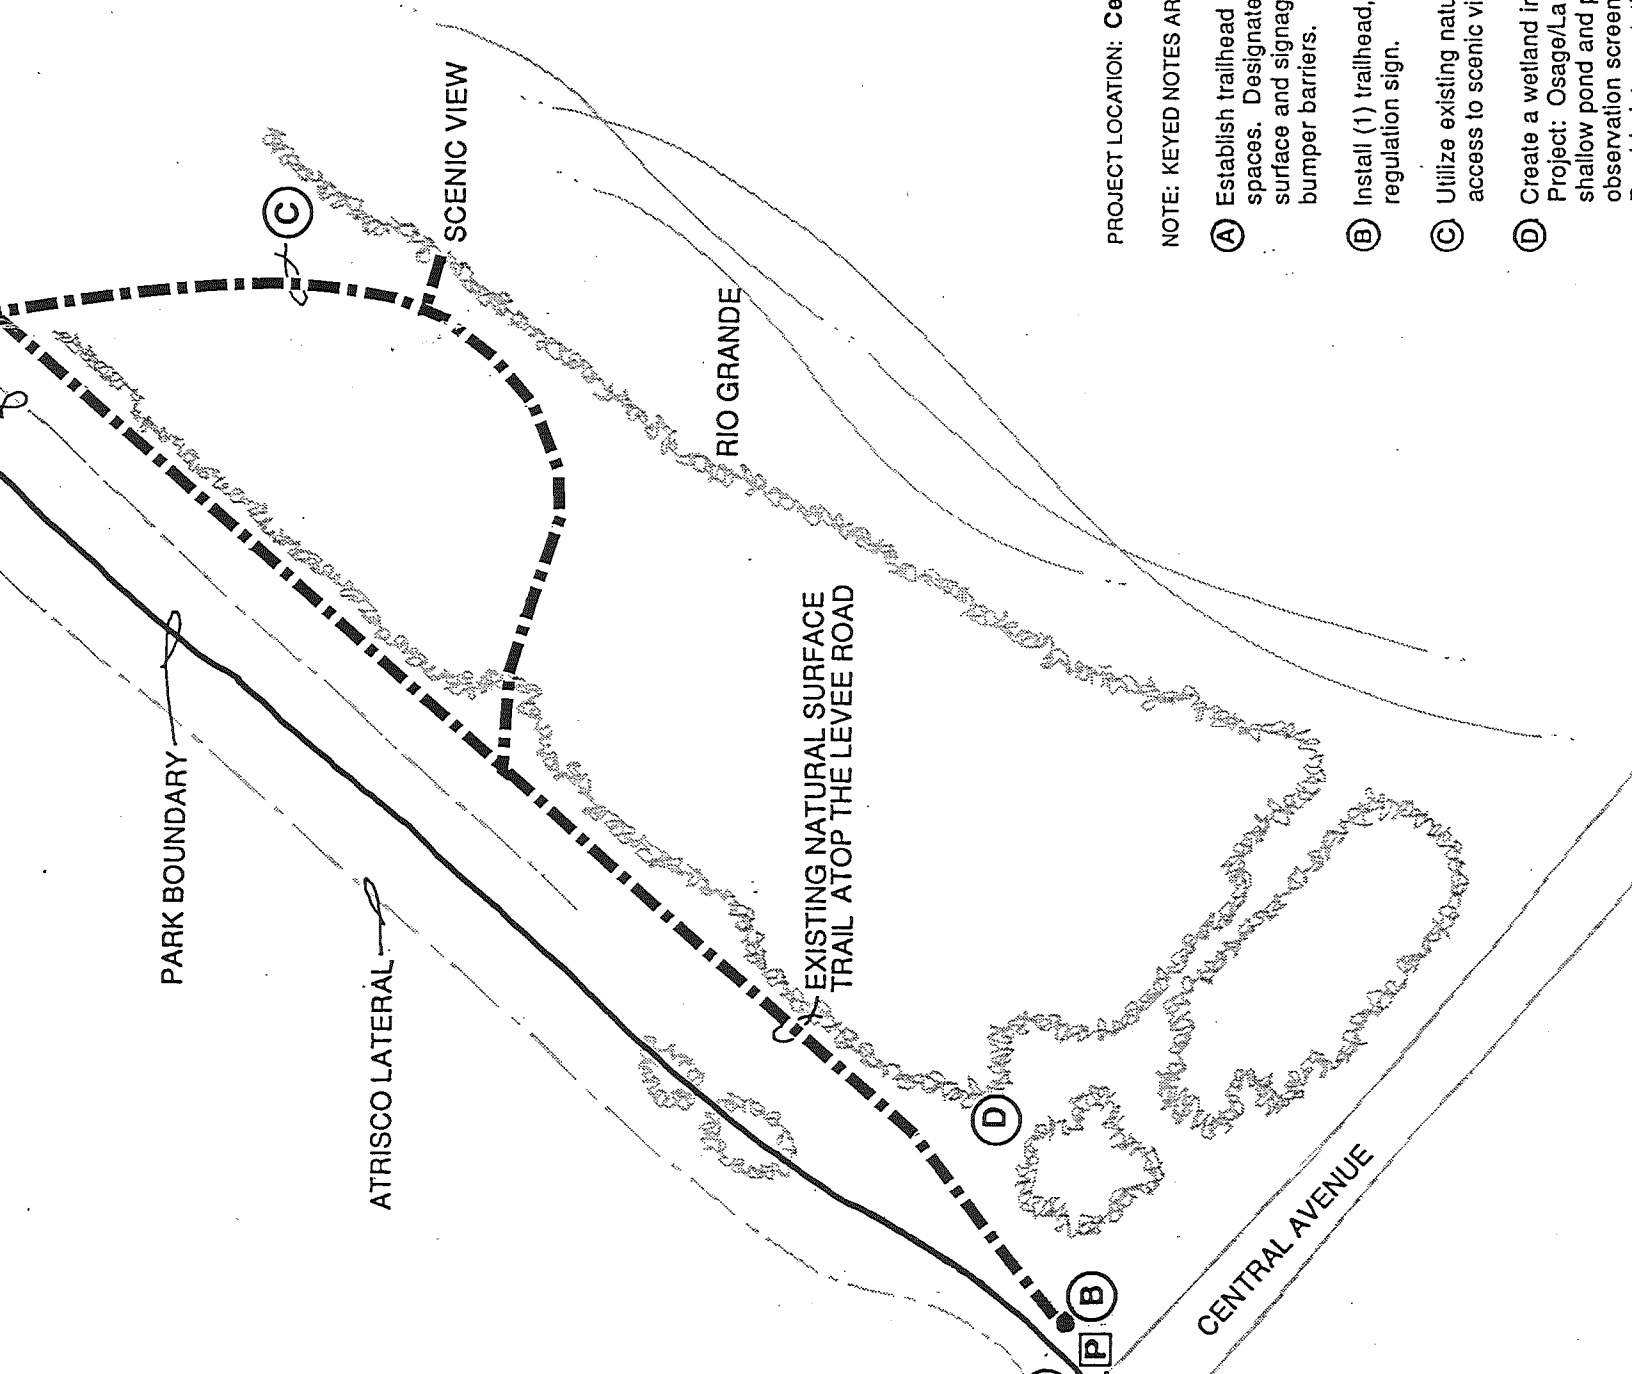 PARK BOUNDARY
ATRISCO LATERAL
C
SCENIC VIEW
RIO GRANDE
EXISTING NATURAL SURFACE
TRAIL ATOP THE LEVEE ROAD
D
B
P
CENTRAL AVENUE
PROJECT LOCATION: Ce
NOTE: KEYED NOTES AR
A Establish trailhead
spaces. Designate
surface and signag
bumper barriers.
B Install (1) trailhead,
regulation sign.
C Utilize existing natu
access to scenic vi
D Create a wetland in
Project: Osage/La
shallow pond and p
observation screen